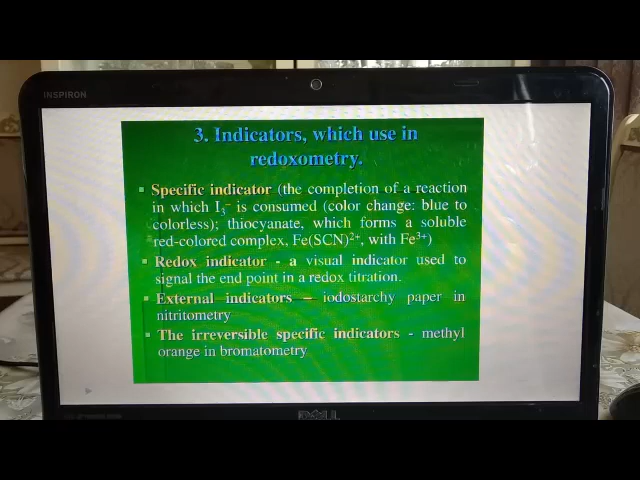 INSPIRON
3. Indicators, which use in
redoxometry.
▪ Specific indicator (the completion of a reaction
in which I₃⁻ is consumed (color change: blue to
colorless); thiocyanate, which forms a soluble
red-colored complex, Fe(SCN)²⁺, with Fe³⁺)
▪ Redox indicator - a visual indicator used to
signal the end point in a redox titration.
▪ External indicators – iodostarchy paper in
nitritometry
▪ The irreversible specific indicators - methyl
orange in bromatometry
DELL